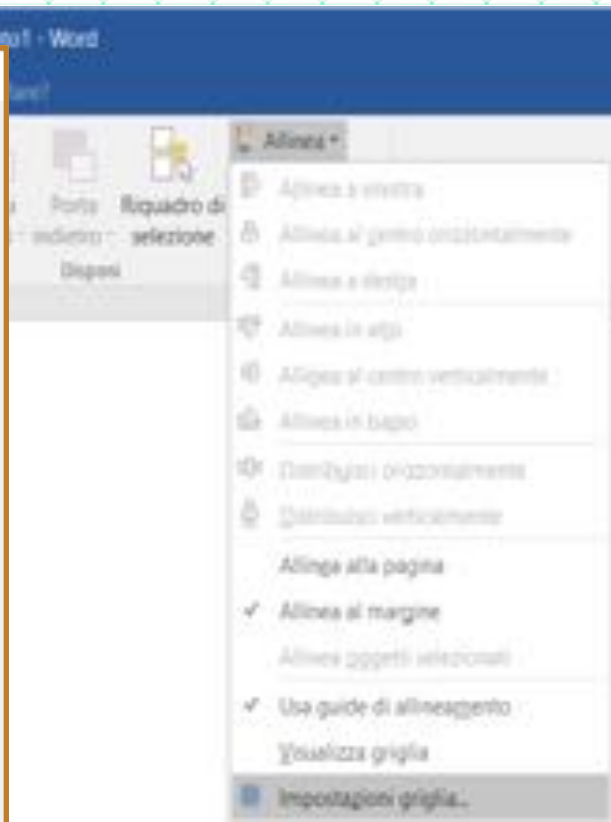 - Word
Allinea
Porta
indietro
Riquadro di
selezione
Disponi
Allinea a sinistra
Allinea al centro orizzontalmente
Allinea a destra
Allinea in alto
Allinea al centro verticalmente
Allinea in basso
Distribuisci orizzontalmente
Distribuisci verticalmente
Allinea alla pagina
✓ Allinea al margine
Allinea oggetti selezionati
✓ Usa guide di allineamento
Visualizza griglia
Impostazioni griglia...